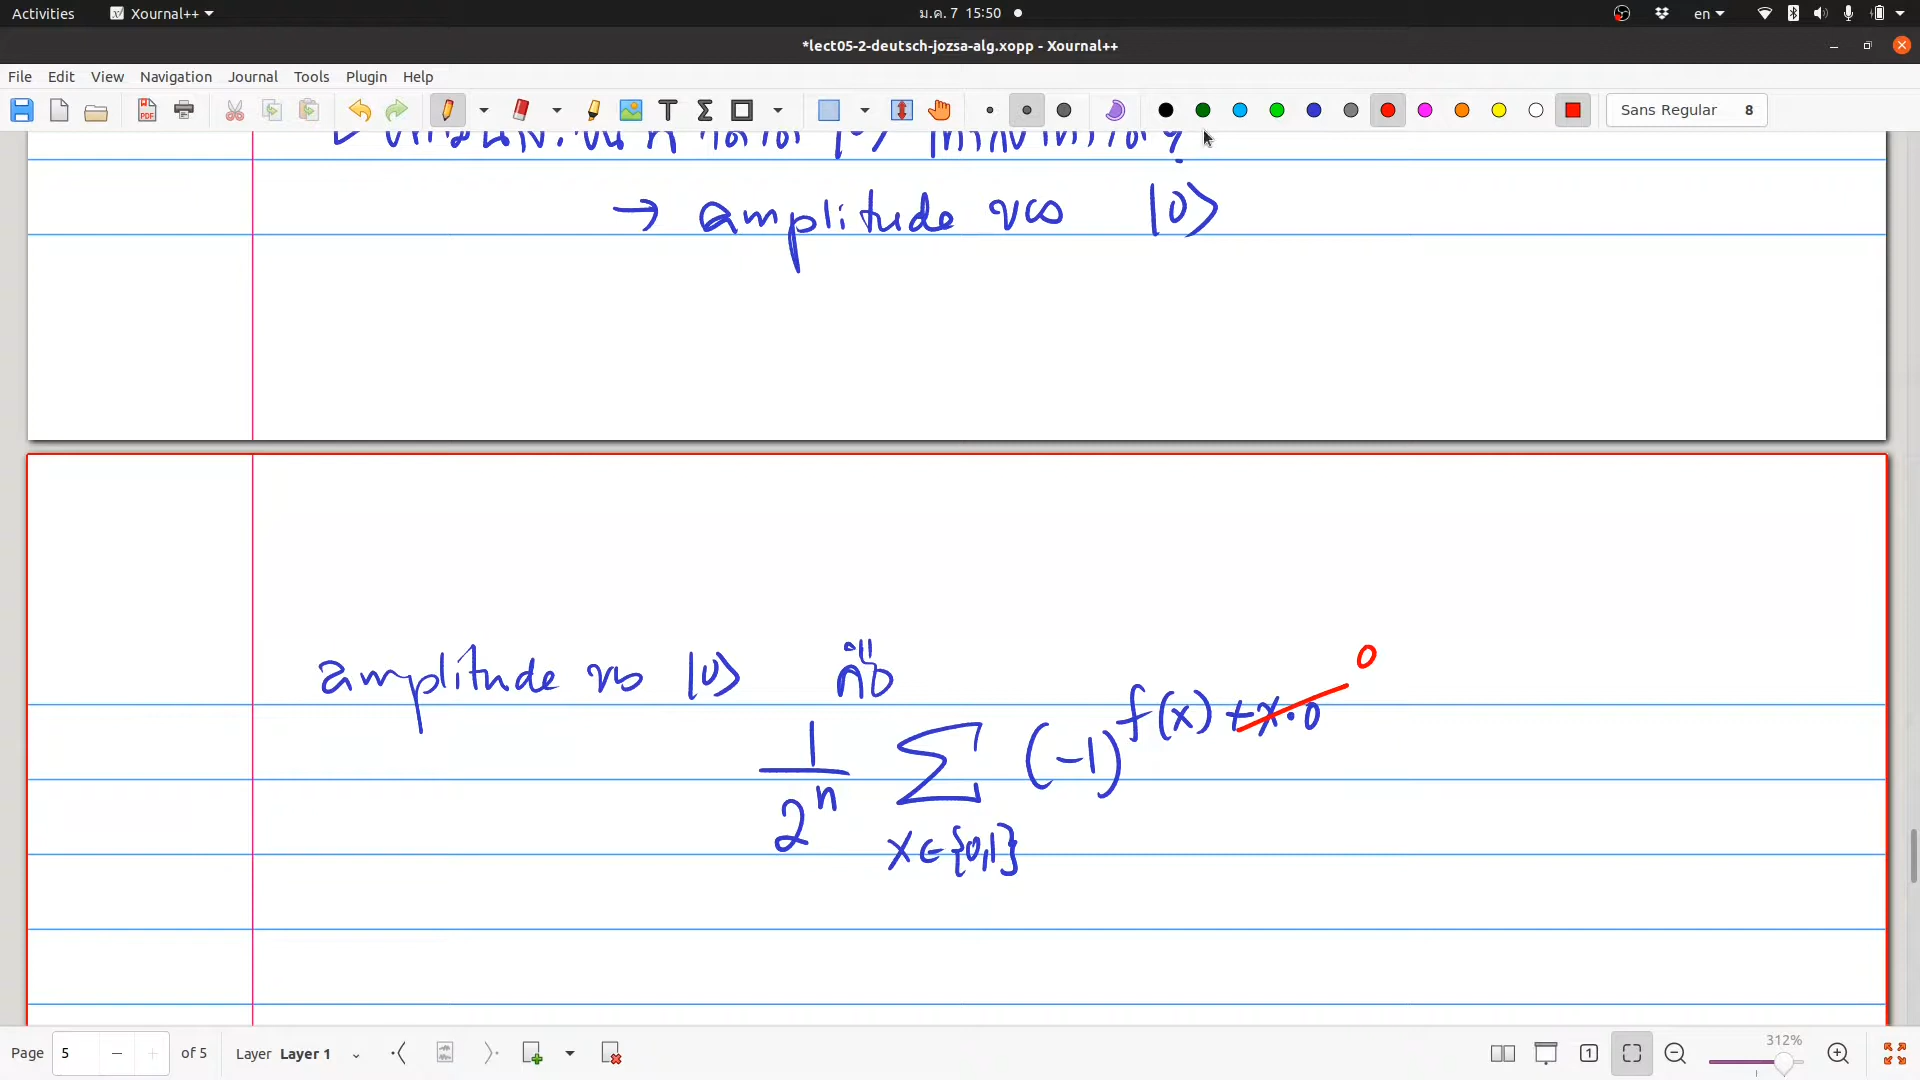 Activities Xournal++ ม.ค. 7 15:50 en
*lect05-2-deutsch-jozsa-alg.xopp - Xournal++
File Edit View Navigation Journal Tools Plugin Help
Sans Regular 8
→ amplitude ของ |0⟩
amplitude ของ |0⟩ คือ
1/2^n ∑ (-1)^f(x)+x·0 0
x∈{0,1}
Page 5 of 5 Layer Layer 1 312%